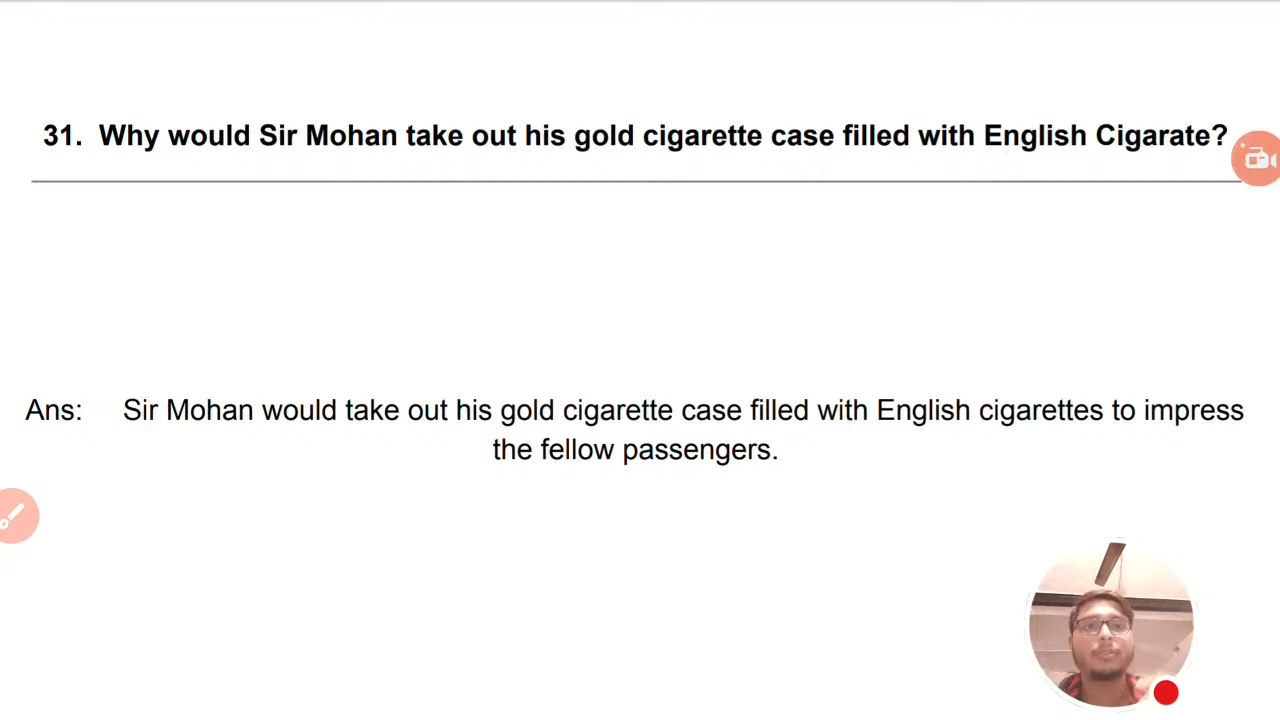 31. Why would Sir Mohan take out his gold cigarette case filled with English Cigarate?
Ans: Sir Mohan would take out his gold cigarette case filled with English cigarettes to impress
the fellow passengers.